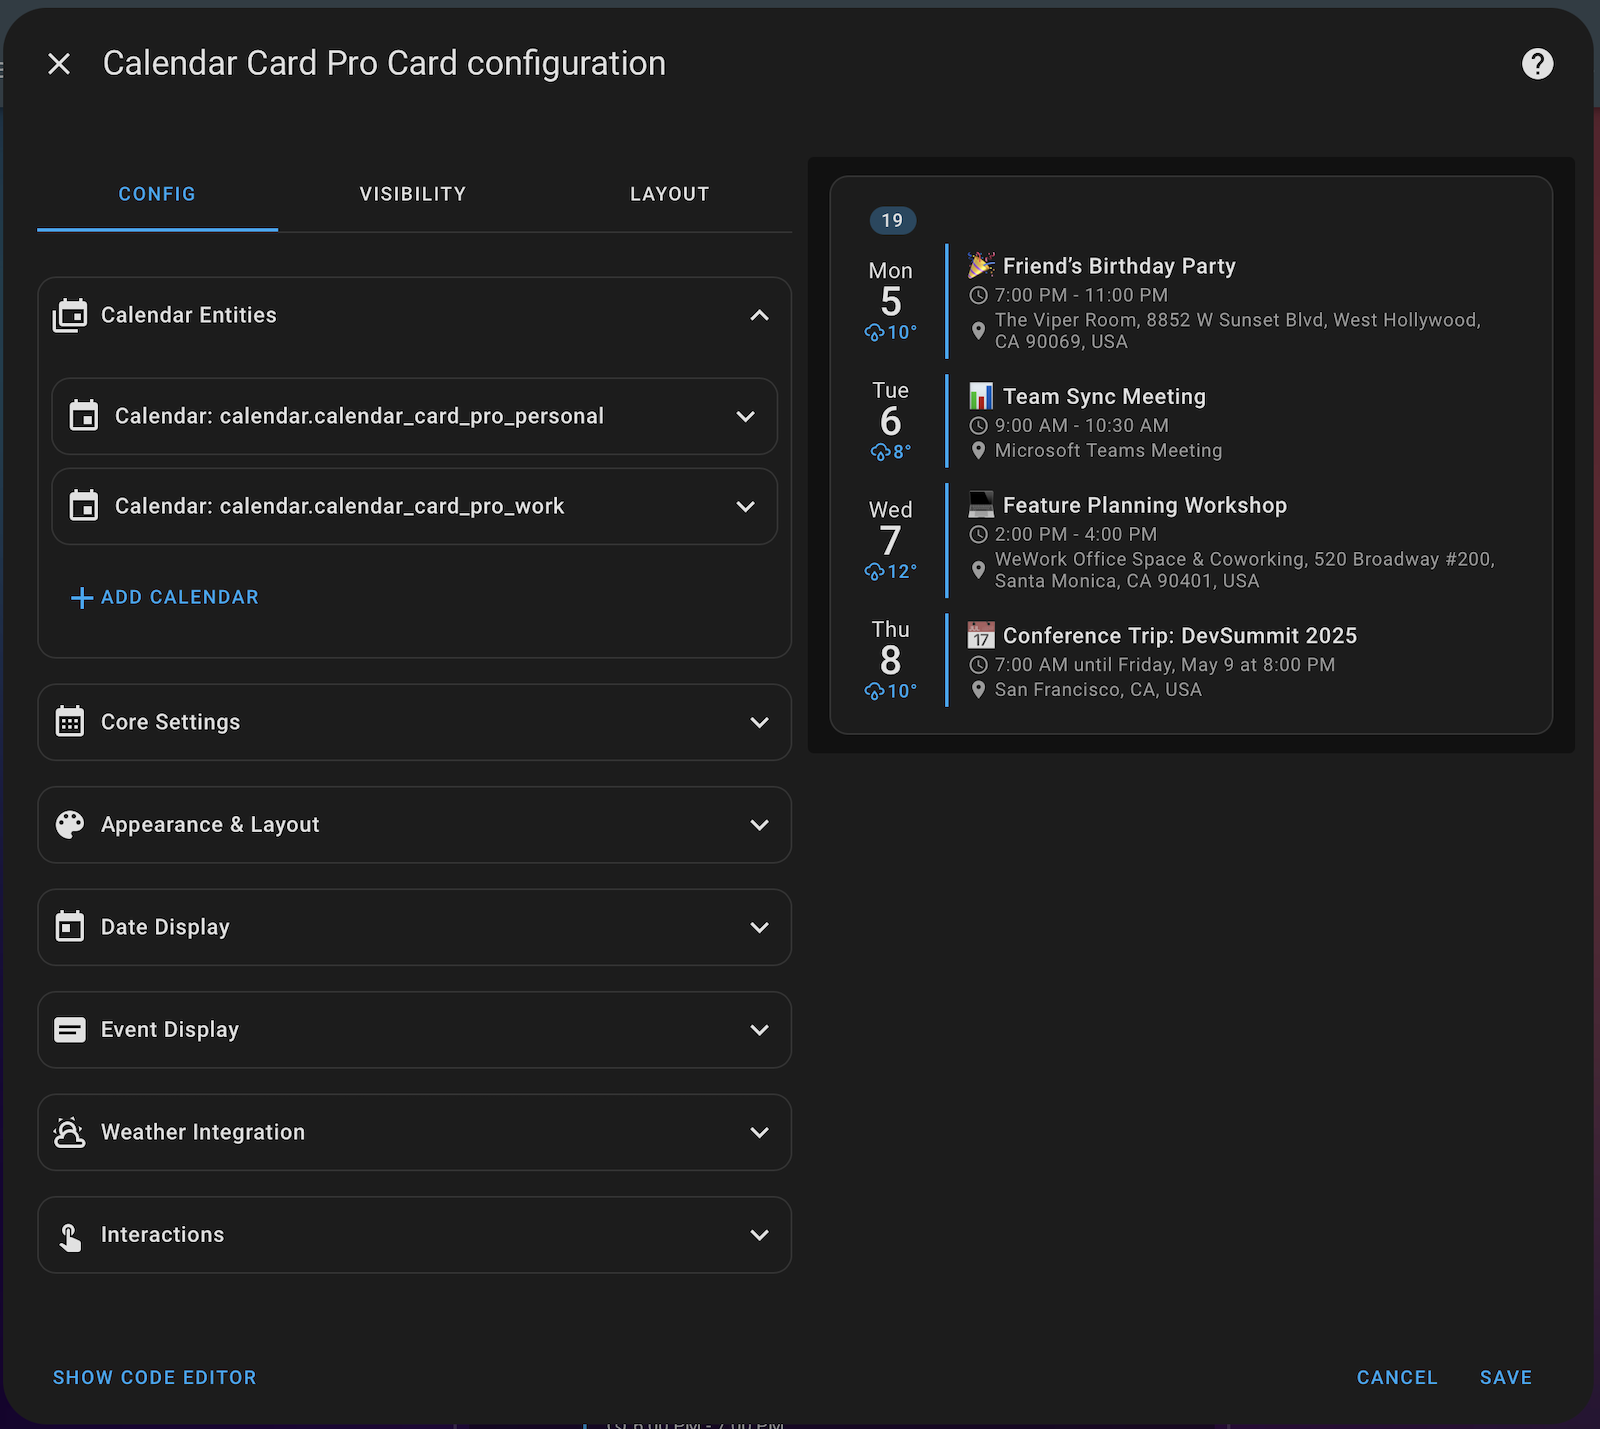 Calendar Card Pro Card configuration
CONFIG
VISIBILITY
LAYOUT
Calendar Entities
Calendar: calendar.calendar_card_pro_personal
Calendar: calendar.calendar_card_pro_work
ADD CALENDAR
Core Settings
Appearance & Layout
Date Display
Event Display
Weather Integration
Interactions
19
Mon
5
10°
🎉 Friend’s Birthday Party
7:00 PM - 11:00 PM
The Viper Room, 8852 W Sunset Blvd, West Hollywood,
CA 90069, USA
Tue
6
8°
📊 Team Sync Meeting
9:00 AM - 10:30 AM
Microsoft Teams Meeting
Wed
7
12°
💻 Feature Planning Workshop
2:00 PM - 4:00 PM
WeWork Office Space & Coworking, 520 Broadway #200,
Santa Monica, CA 90401, USA
Thu
8
10°
📅 Conference Trip: DevSummit 2025
7:00 AM until Friday, May 9 at 8:00 PM
San Francisco, CA, USA
SHOW CODE EDITOR
CANCEL
SAVE